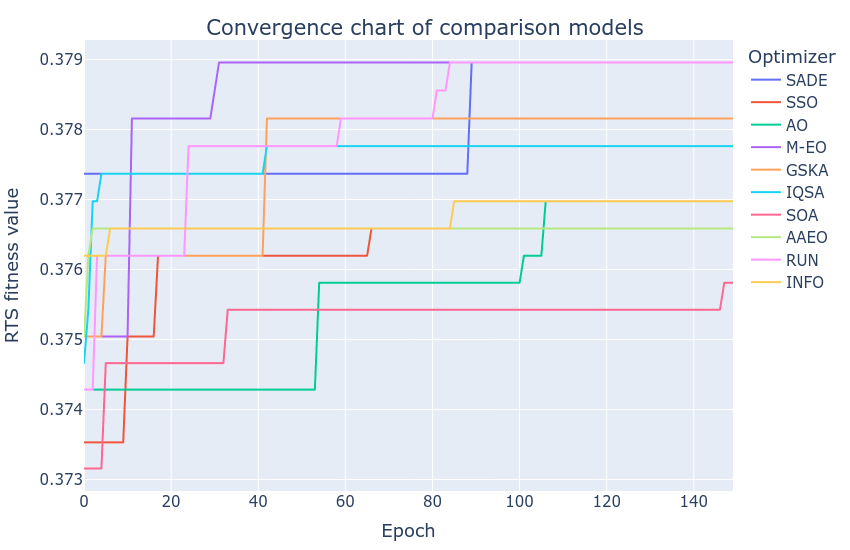 Convergence chart of comparison models
RTS fitness value
0.379
0.378
0.377
0.376
0.375
0.374
0.373
0
20
40
60
80
100
120
140
Epoch
Optimizer
SADE
SSO
AO
M-EO
GSKA
IQSA
SOA
AAEO
RUN
INFO